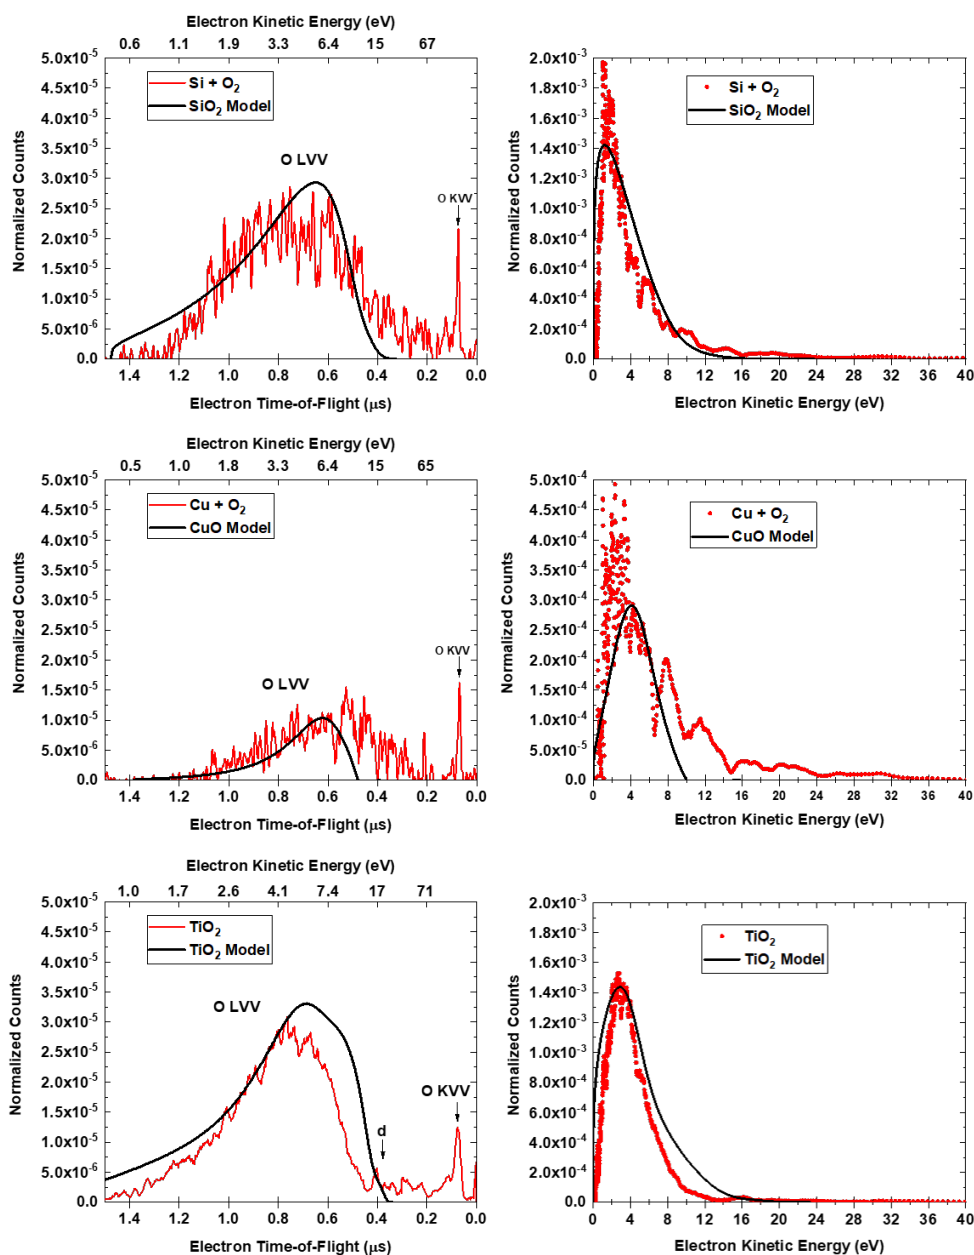 Electron Kinetic Energy (eV)
0.6 1.1 1.9 3.3 6.4 15 67
5.0x10⁻⁵
4.5x10⁻⁵
4.0x10⁻⁵
3.5x10⁻⁵
3.0x10⁻⁵
2.5x10⁻⁵
2.0x10⁻⁵
1.5x10⁻⁵
1.0x10⁻⁵
5.0x10⁻⁶
0.0
Normalized Counts
Si + O₂
SiO₂ Model
O LVV
O KVV
1.4 1.2 1.0 0.8 0.6 0.4 0.2 0.0
Electron Time-of-Flight (μs)
2.0x10⁻³
1.8x10⁻³
1.6x10⁻³
1.4x10⁻³
1.2x10⁻³
1.0x10⁻³
8.0x10⁻⁴
6.0x10⁻⁴
4.0x10⁻⁴
2.0x10⁻⁴
0.0
Normalized Counts
Si + O₂
SiO₂ Model
0 4 8 12 16 20 24 28 32 36 40
Electron Kinetic Energy (eV)
Electron Kinetic Energy (eV)
0.5 1.0 1.8 3.3 6.4 15 65
5.0x10⁻⁵
4.5x10⁻⁵
4.0x10⁻⁵
3.5x10⁻⁵
3.0x10⁻⁵
2.5x10⁻⁵
2.0x10⁻⁵
1.5x10⁻⁵
1.0x10⁻⁵
5.0x10⁻⁶
0.0
Normalized Counts
Cu + O₂
CuO Model
O LVV
O KVV
1.4 1.2 1.0 0.8 0.6 0.4 0.2 0.0
Electron Time-of-Flight (μs)
5.0x10⁻⁴
4.5x10⁻⁴
4.0x10⁻⁴
3.5x10⁻⁴
3.0x10⁻⁴
2.5x10⁻⁴
2.0x10⁻⁴
1.5x10⁻⁴
1.0x10⁻⁴
5.0x10⁻⁵
0.0
Normalized Counts
Cu + O₂
CuO Model
0 4 8 12 16 20 24 28 32 36 40
Electron Kinetic Energy (eV)
Electron Kinetic Energy (eV)
1.0 1.7 2.6 4.1 7.4 17 71
5.0x10⁻⁵
4.5x10⁻⁵
4.0x10⁻⁵
3.5x10⁻⁵
3.0x10⁻⁵
2.5x10⁻⁵
2.0x10⁻⁵
1.5x10⁻⁵
1.0x10⁻⁵
5.0x10⁻⁶
0.0
Normalized Counts
TiO₂
TiO₂ Model
O LVV
O KVV
d
1.4 1.2 1.0 0.8 0.6 0.4 0.2 0.0
Electron Time-of-Flight (μs)
2.0x10⁻³
1.8x10⁻³
1.6x10⁻³
1.4x10⁻³
1.2x10⁻³
1.0x10⁻³
8.0x10⁻⁴
6.0x10⁻⁴
4.0x10⁻⁴
2.0x10⁻⁴
0.0
Normalized Counts
TiO₂
TiO₂ Model
0 4 8 12 16 20 24 28 32 36 40
Electron Kinetic Energy (eV)